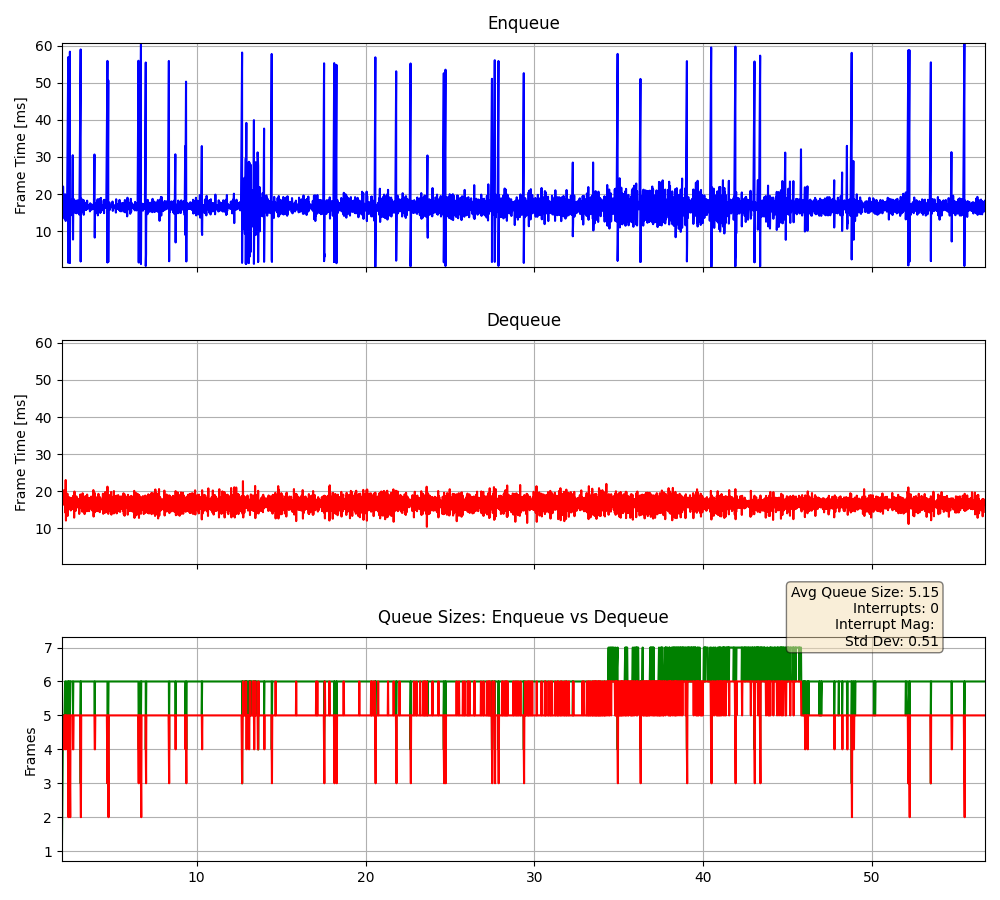 Enqueue
Frame Time [ms]
60
50
40
30
20
10
Dequeue
Frame Time [ms]
60
50
40
30
20
10
Avg Queue Size: 5.15
Interrupts: 0
Interrupt Mag:
Std Dev: 0.51
Queue Sizes: Enqueue vs Dequeue
Frames
7
6
5
4
3
2
1
10 20 30 40 50